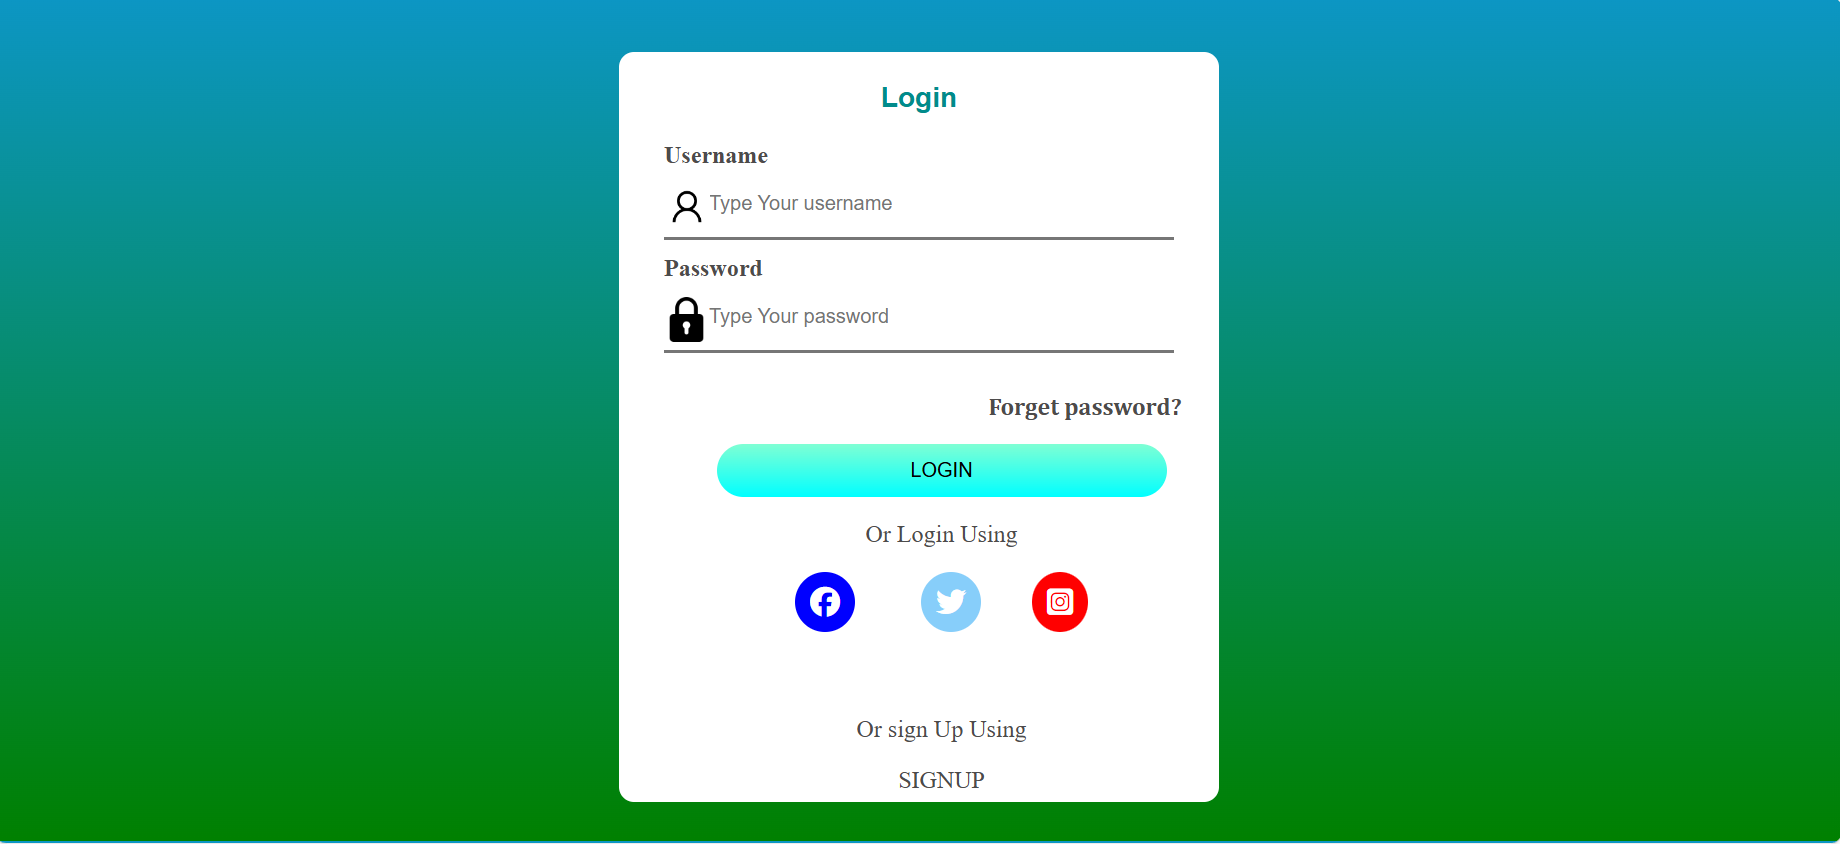 Login
Username
Type Your username
Password
Type Your password
Forget password?
LOGIN
Or Login Using
Or sign Up Using
SIGNUP